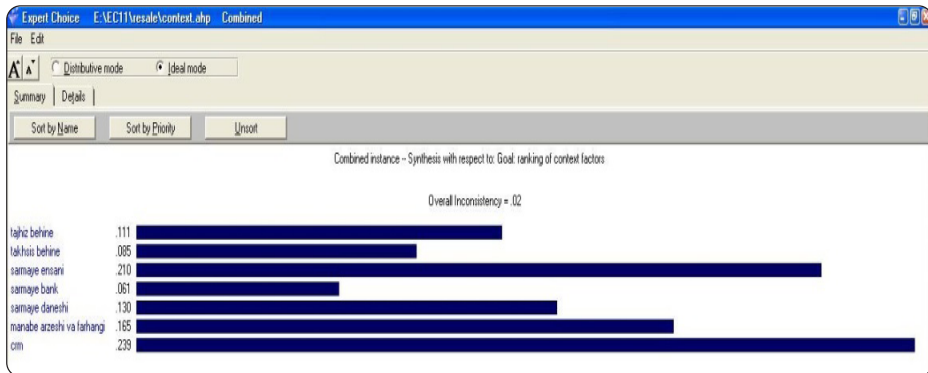 Expert Choice E:\EC11\resale\context.ahp Combined
File Edit
A A Distributive mode Ideal mode
Summary Details
Sort by Name Sort by Priority Unsort
Combined instance -- Synthesis with respect to: Goal: ranking of context factors
Overall Inconsistency = .02
tajhiz behine .111
takhsis behine .085
sarmaye ensani .210
sarmaye bank .061
sarmaye daneshi .130
manabe arzeshi va farhangi .165
crm .239